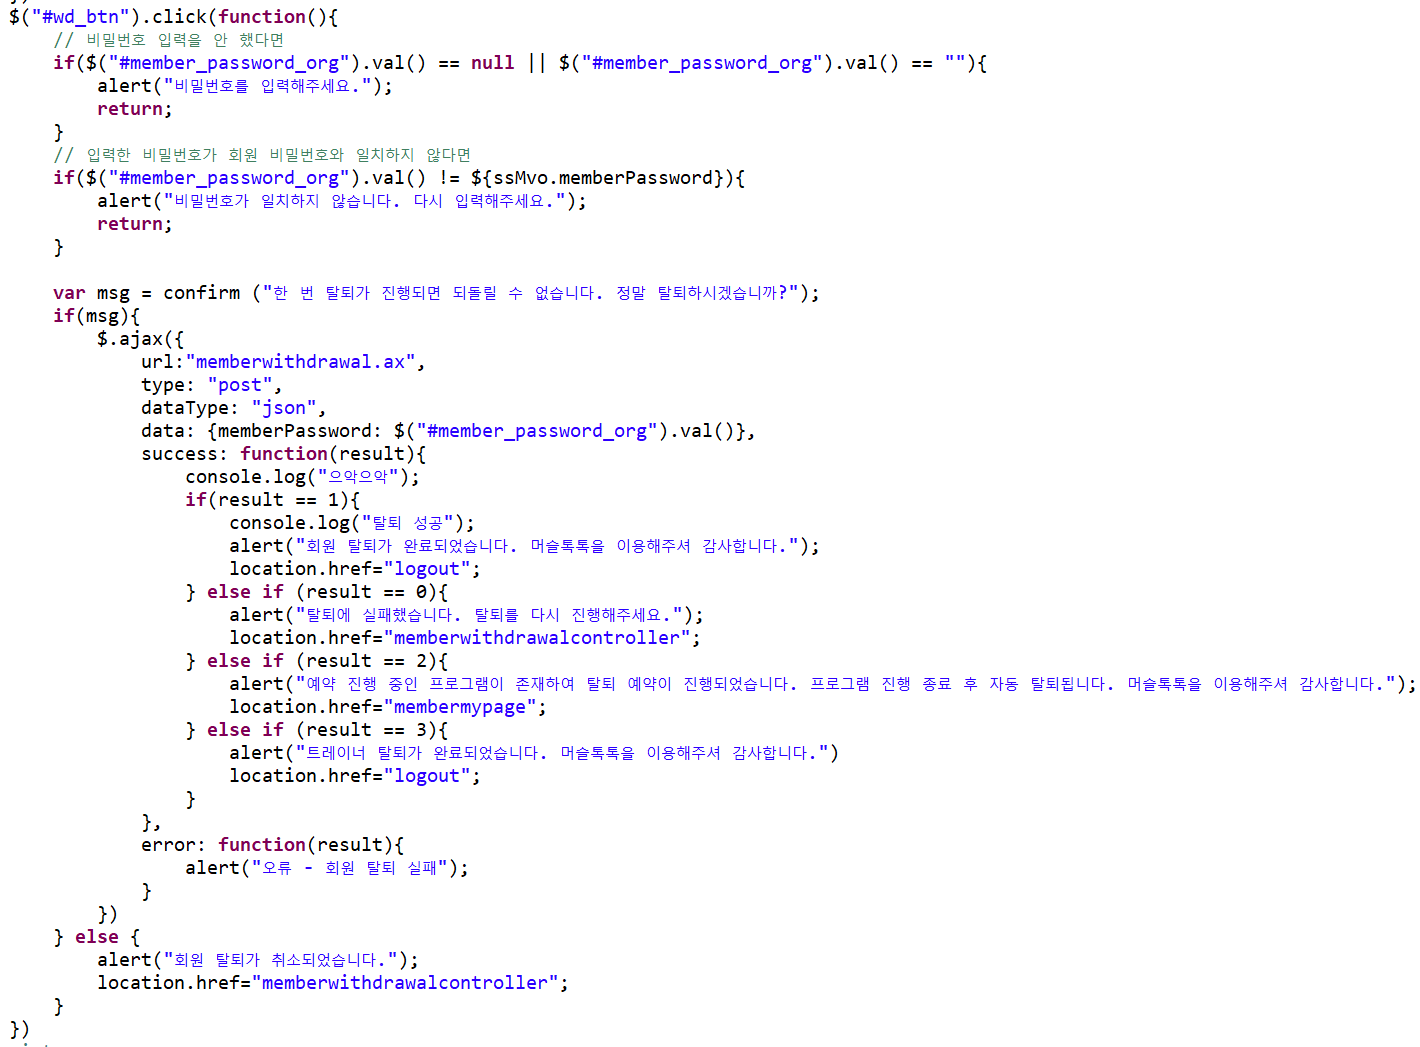 $("#wd_btn").click(function(){
    // 비밀번호 입력을 안 했다면
    if($("#member_password_org").val() == null || $("#member_password_org").val() == ""){
        alert("비밀번호를 입력해주세요.");
        return;
    }
    // 입력한 비밀번호가 회원 비밀번호와 일치하지 않다면
    if($("#member_password_org").val() != ${ssMvo.memberPassword}){
        alert("비밀번호가 일치하지 않습니다. 다시 입력해주세요.");
        return;
    }

    var msg = confirm ("한 번 탈퇴가 진행되면 되돌릴 수 없습니다. 정말 탈퇴하시겠습니까?");
    if(msg){
        $.ajax({
            url:"memberwithdrawal.ax",
            type: "post",
            dataType: "json",
            data: {memberPassword: $("#member_password_org").val()},
            success: function(result){
                console.log("으악으악");
                if(result == 1){
                    console.log("탈퇴 성공");
                    alert("회원 탈퇴가 완료되었습니다. 머슬톡톡을 이용해주셔 감사합니다.");
                    location.href="logout";
                } else if (result == 0){
                    alert("탈퇴에 실패했습니다. 탈퇴를 다시 진행해주세요.");
                    location.href="memberwithdrawalcontroller";
                } else if (result == 2){
                    alert("예약 진행 중인 프로그램이 존재하여 탈퇴 예약이 진행되었습니다. 프로그램 진행 종료 후 자동 탈퇴됩니다. 머슬톡톡을 이용해주셔 감사합니다.");
                    location.href="membermypage";
                } else if (result == 3){
                    alert("트레이너 탈퇴가 완료되었습니다. 머슬톡톡을 이용해주셔 감사합니다.")
                    location.href="logout";
                }
            },
            error: function(result){
                alert("오류 - 회원 탈퇴 실패");
            }
        })
    } else {
        alert("회원 탈퇴가 취소되었습니다.");
        location.href="memberwithdrawalcontroller";
    }
})